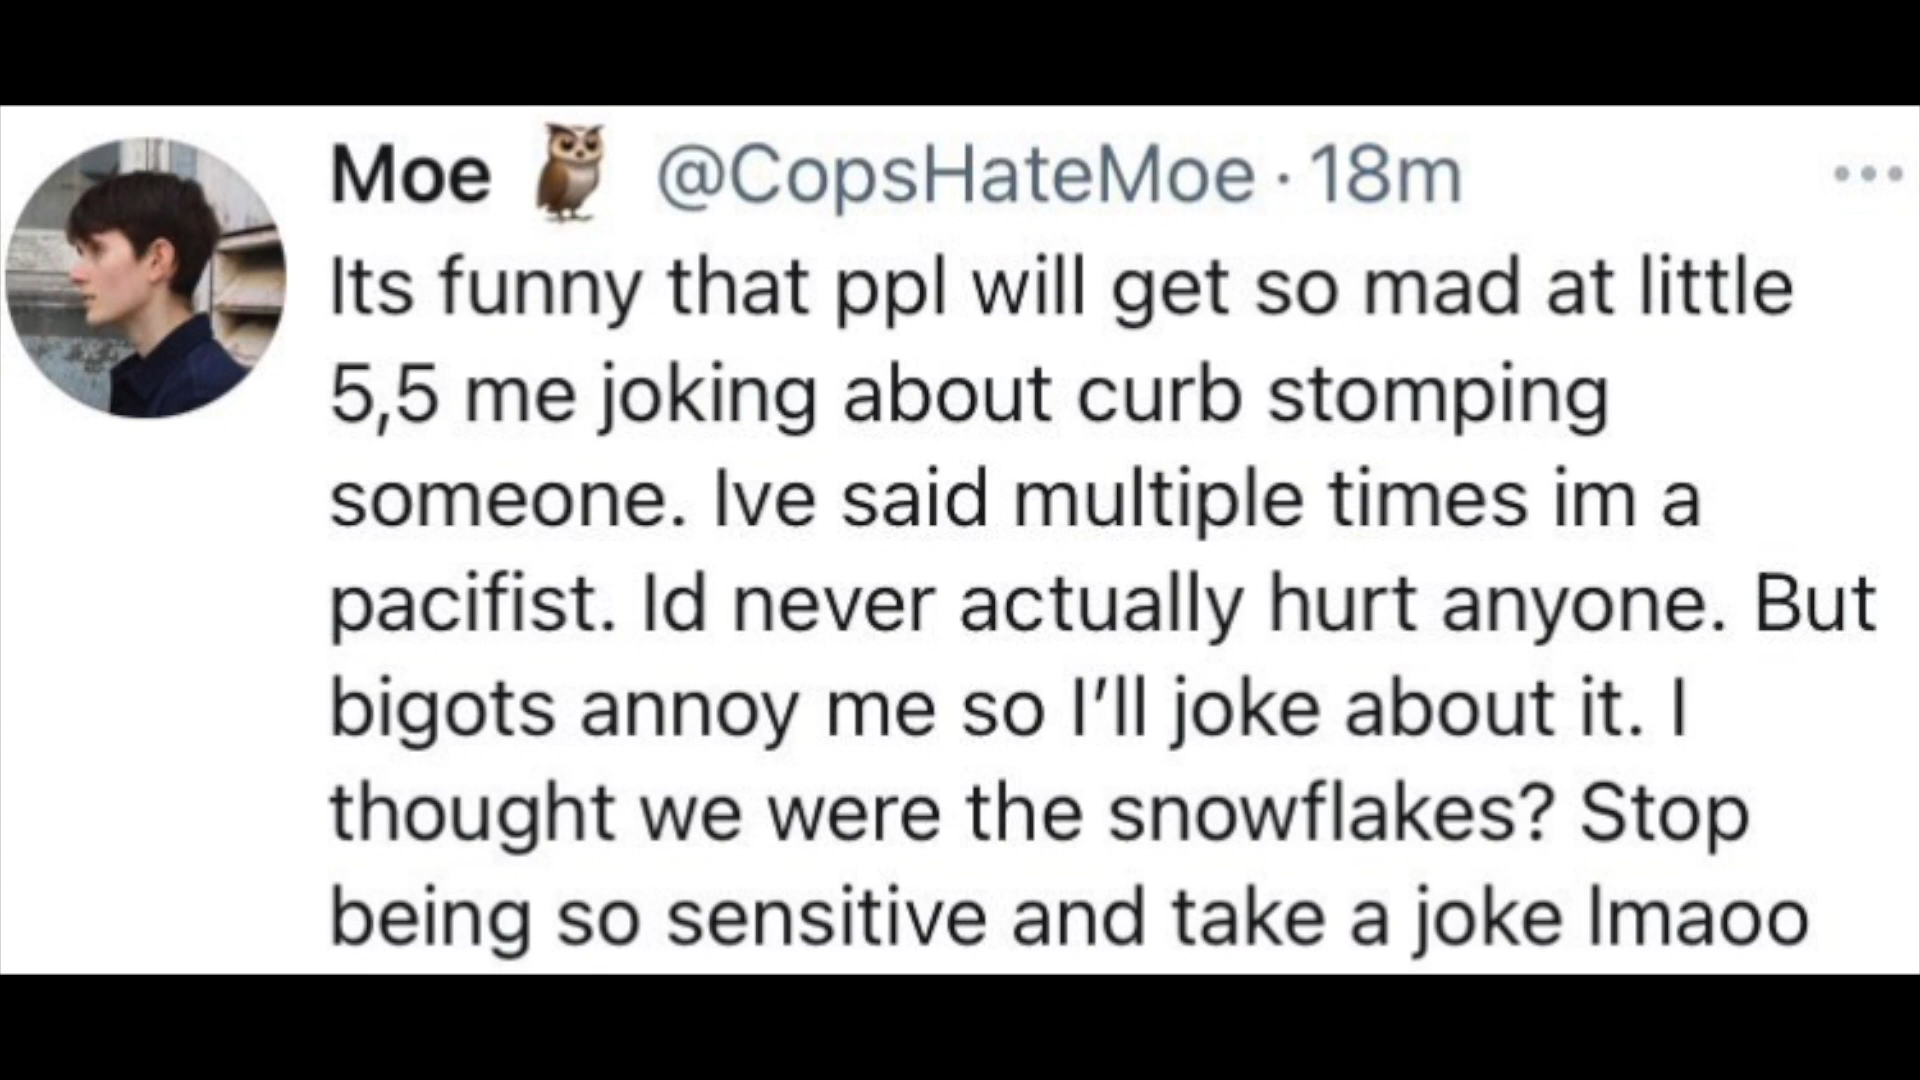 Moe 🦉 @CopsHateMoe · 18m
Its funny that ppl will get so mad at little
5,5 me joking about curb stomping
someone. Ive said multiple times im a
pacifist. Id never actually hurt anyone. But
bigots annoy me so I’ll joke about it. I
thought we were the snowflakes? Stop
being so sensitive and take a joke lmaoo